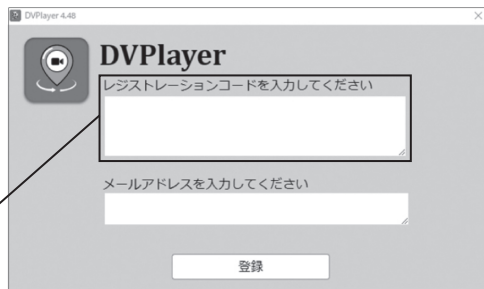 DVPlayer 4.48
DVPlayer
レジストレーションコードを入力してください
メールアドレスを入力してください
登録